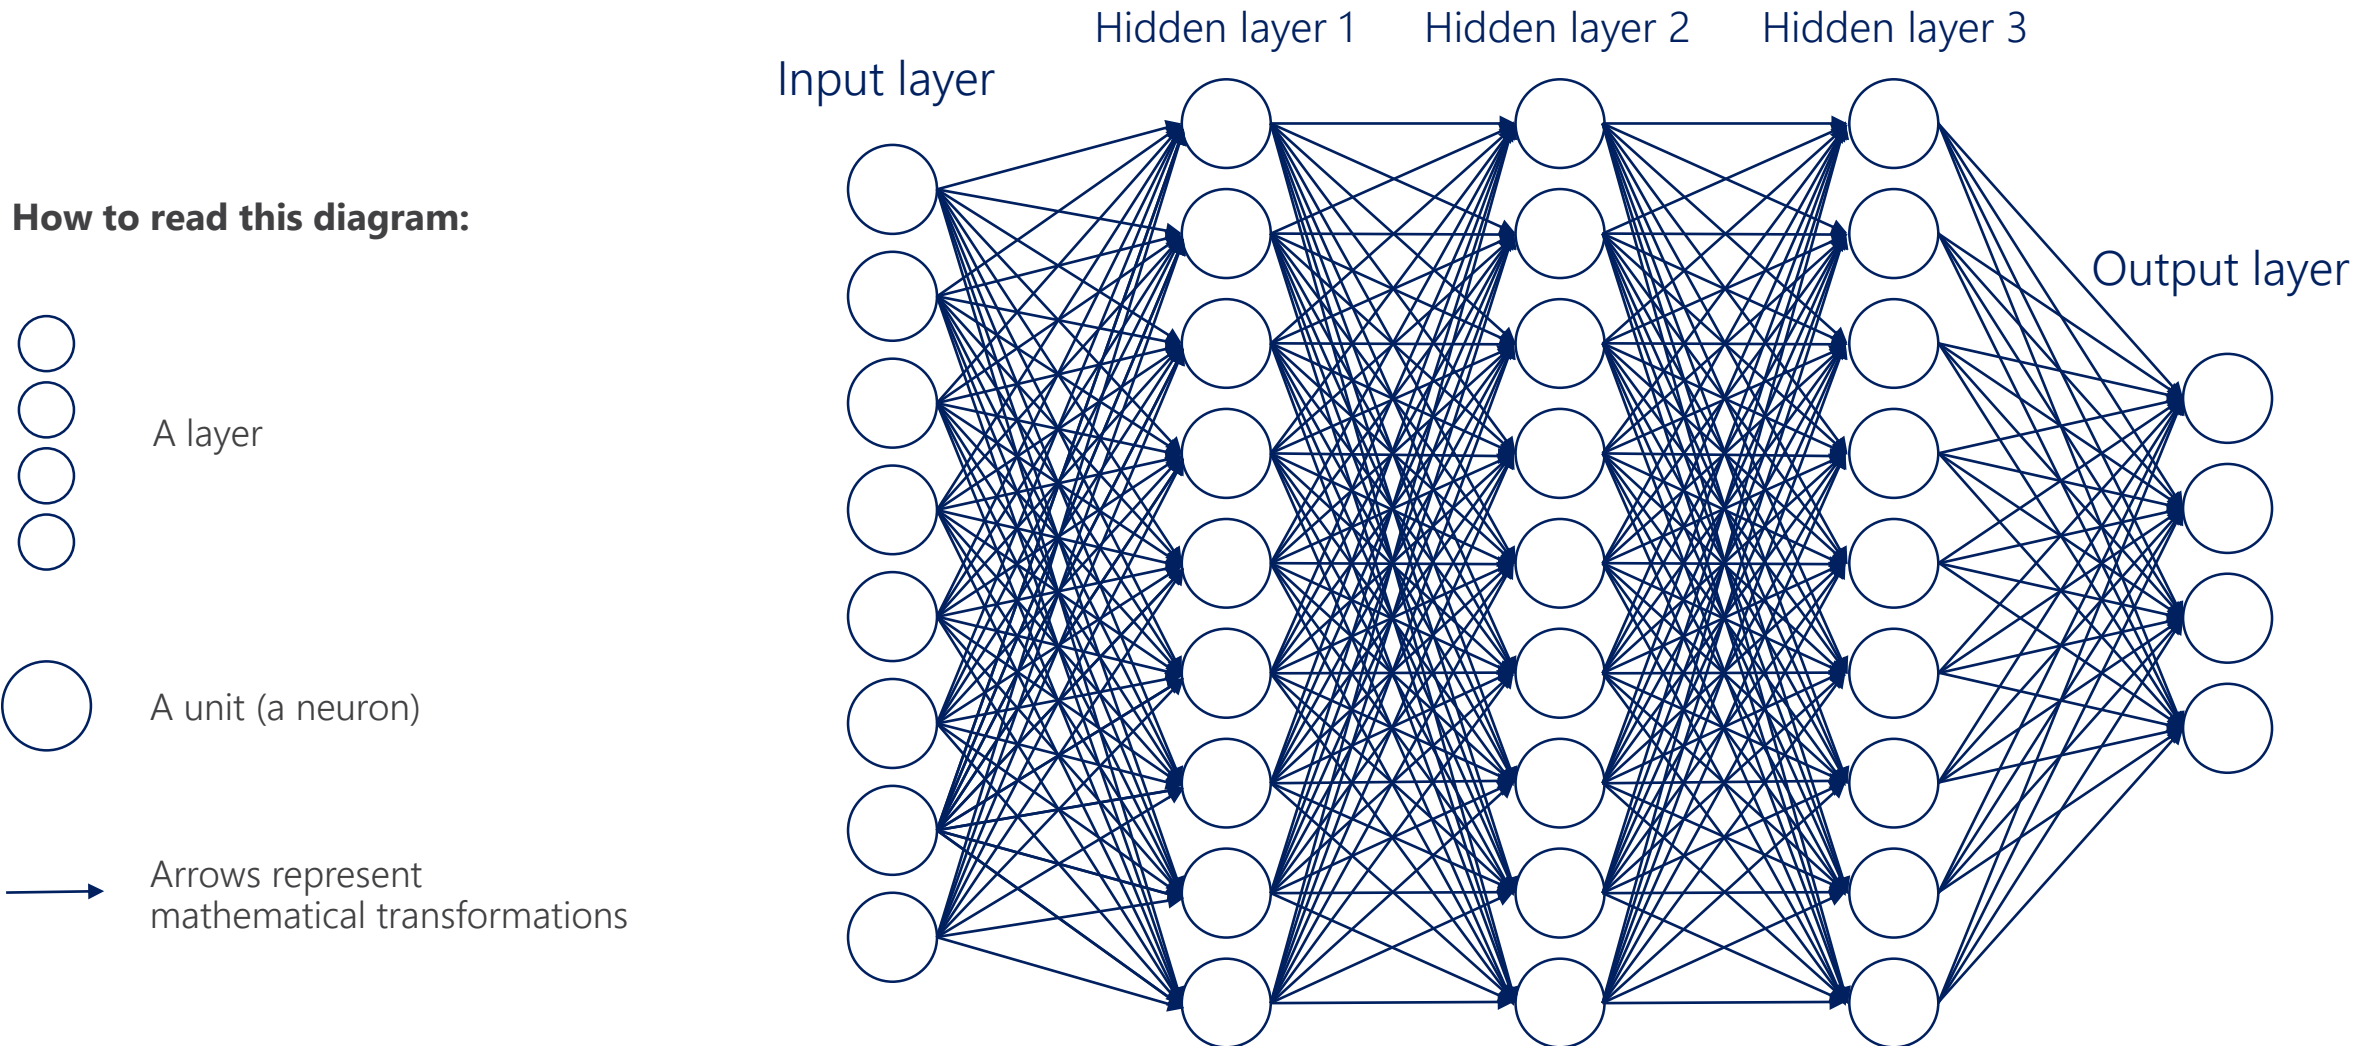 Hidden layer 1
Hidden layer 2
Hidden layer 3
Input layer
How to read this diagram:
Output layer
A layer
A unit (a neuron)
Arrows represent
mathematical transformations